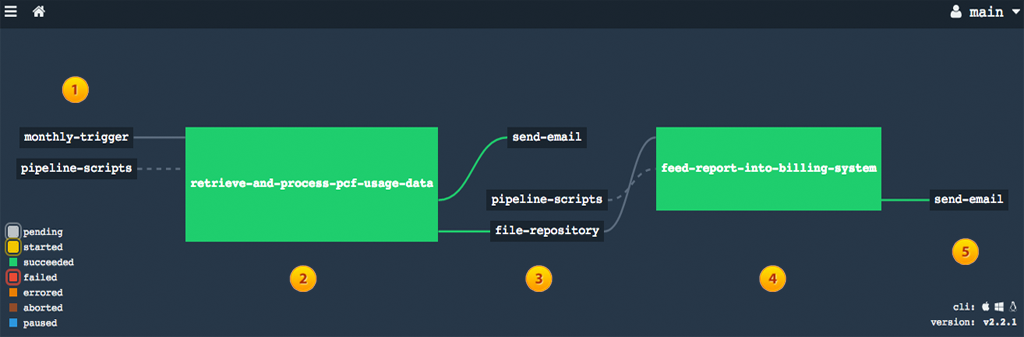 main
1
monthly-trigger
pipeline-scripts
retrieve-and-process-pcf-usage-data
2
send-email
pipeline-scripts
file-repository
3
feed-report-into-billing-system
4
send-email
5
pending
started
succeeded
failed
errored
aborted
paused
cli:
version: v2.2.1